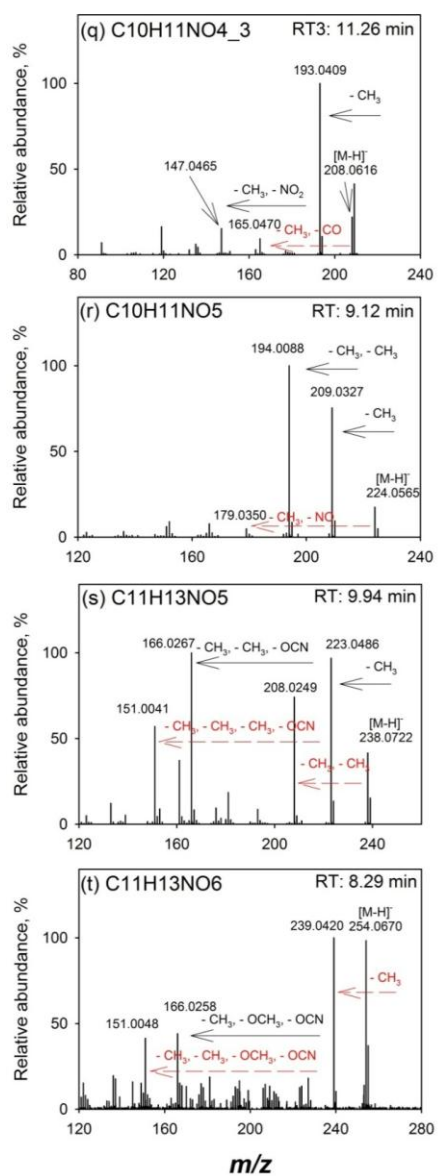 (q) C10H11NO4_3
RT3: 11.26 min
193.0409
- CH3
[M-H]-
208.0616
147.0465
- CH3, - NO2
165.0470
- CH3, - CO
Relative abundance, %
100
50
0
80
120
160
200
240
(r) C10H11NO5
RT: 9.12 min
194.0088
- CH3, - CH3
209.0327
- CH3
[M-H]-
224.0565
179.0350
- CH3, - NO
Relative abundance, %
100
50
0
120
160
200
240
(s) C11H13NO5
RT: 9.94 min
166.0267
- CH3, - CH3, - OCN
223.0486
- CH3
208.0249
151.0041
- CH3, - CH3, - CH3, - OCN
[M-H]-
238.0722
- CH3, - CH3
Relative abundance, %
100
50
0
120
160
200
240
(t) C11H13NO6
RT: 8.29 min
[M-H]-
239.0420
254.0670
- CH3
166.0258
- CH3, - OCH3, - OCN
151.0048
- CH3, - CH3, - OCH3, - OCN
Relative abundance, %
100
50
0
120
160
200
240
280
m/z